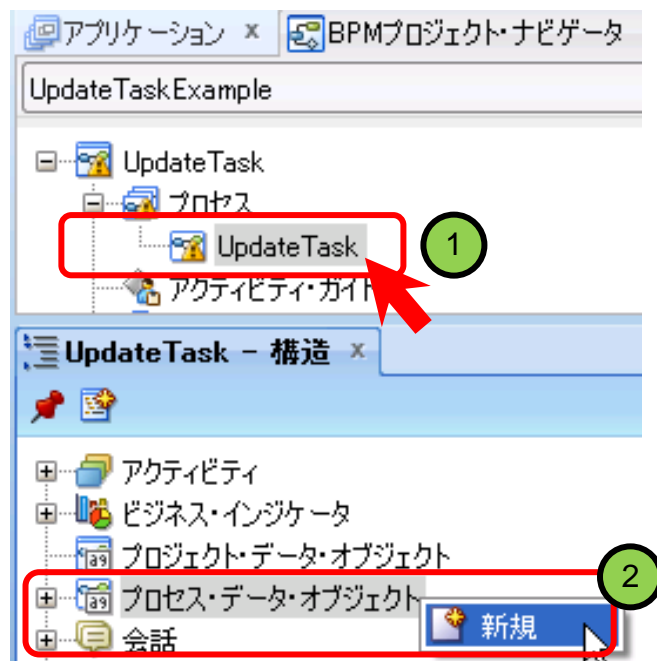 アプリケーション × BPMプロジェクト・ナビゲータ
UpdateTaskExample
UpdateTask
プロセス
UpdateTask
1
アクティビティ・ガイド
UpdateTask - 構造 ×
アクティビティ
ビジネス・インジケータ
プロジェクト・データ・オブジェクト
2
プロセス・データ・オブジェクト
新規
会話